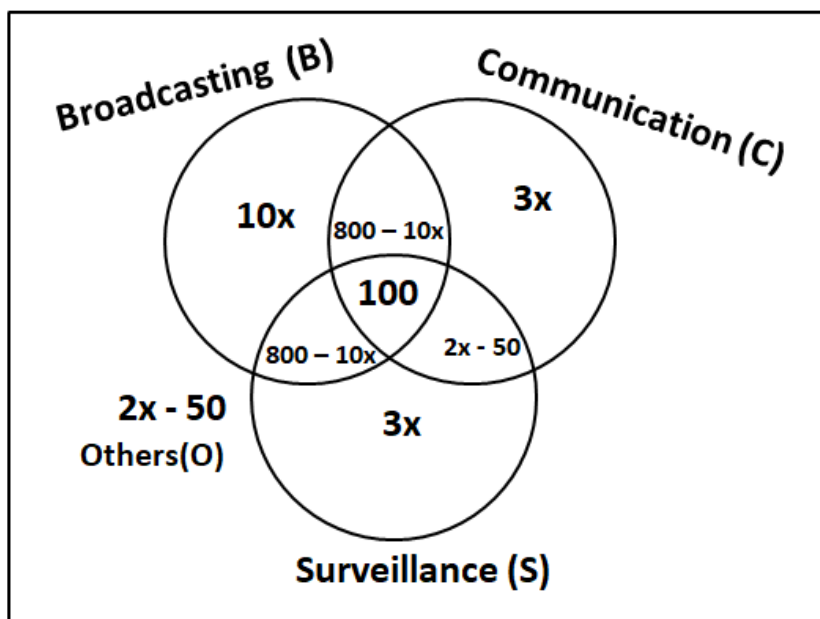 Broadcasting (B)
Communication (C)
10x
3x
800 – 10x
100
800 – 10x
2x - 50
2x - 50
Others(O)
3x
Surveillance (S)